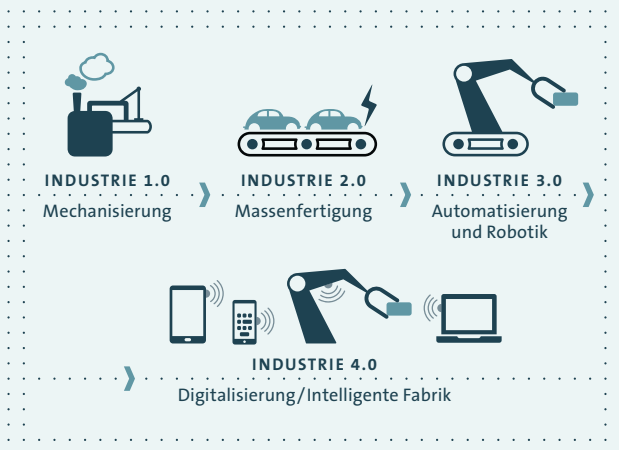 INDUSTRIE 1.0
Mechanisierung
INDUSTRIE 2.0
Massenfertigung
INDUSTRIE 3.0
Automatisierung
und Robotik
INDUSTRIE 4.0
Digitalisierung/Intelligente Fabrik